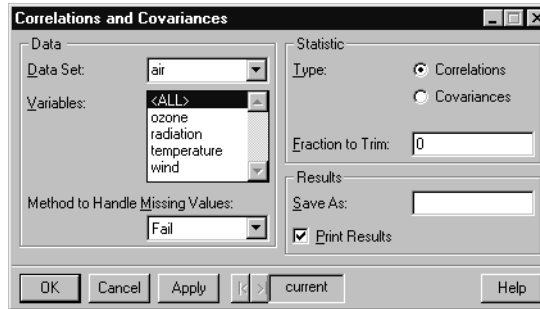 Correlations and Covariances
Data
Data Set: air
Variables: <ALL>
ozone
radiation
temperature
wind
Method to Handle Missing Values:
Fail
Statistic
Type: Correlations
Covariances
Fraction to Trim: 0
Results
Save As:
Print Results
OK Cancel Apply current Help